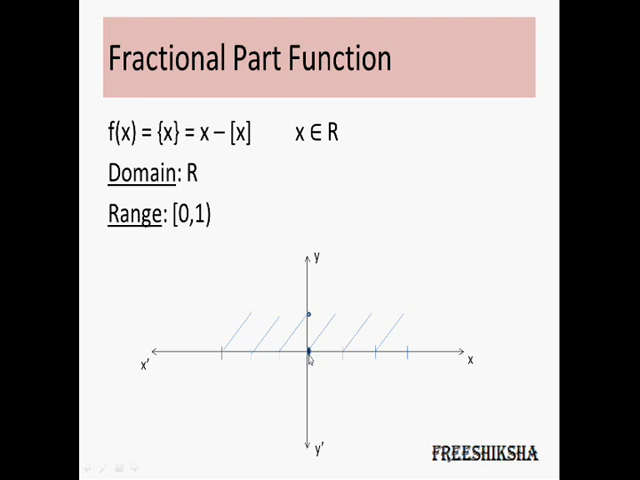 Fractional Part Function
f(x) = {x} = x – [x] x ∈ R
Domain: R
Range: [0,1)
y
x' x
y'
FREESHIKSHA